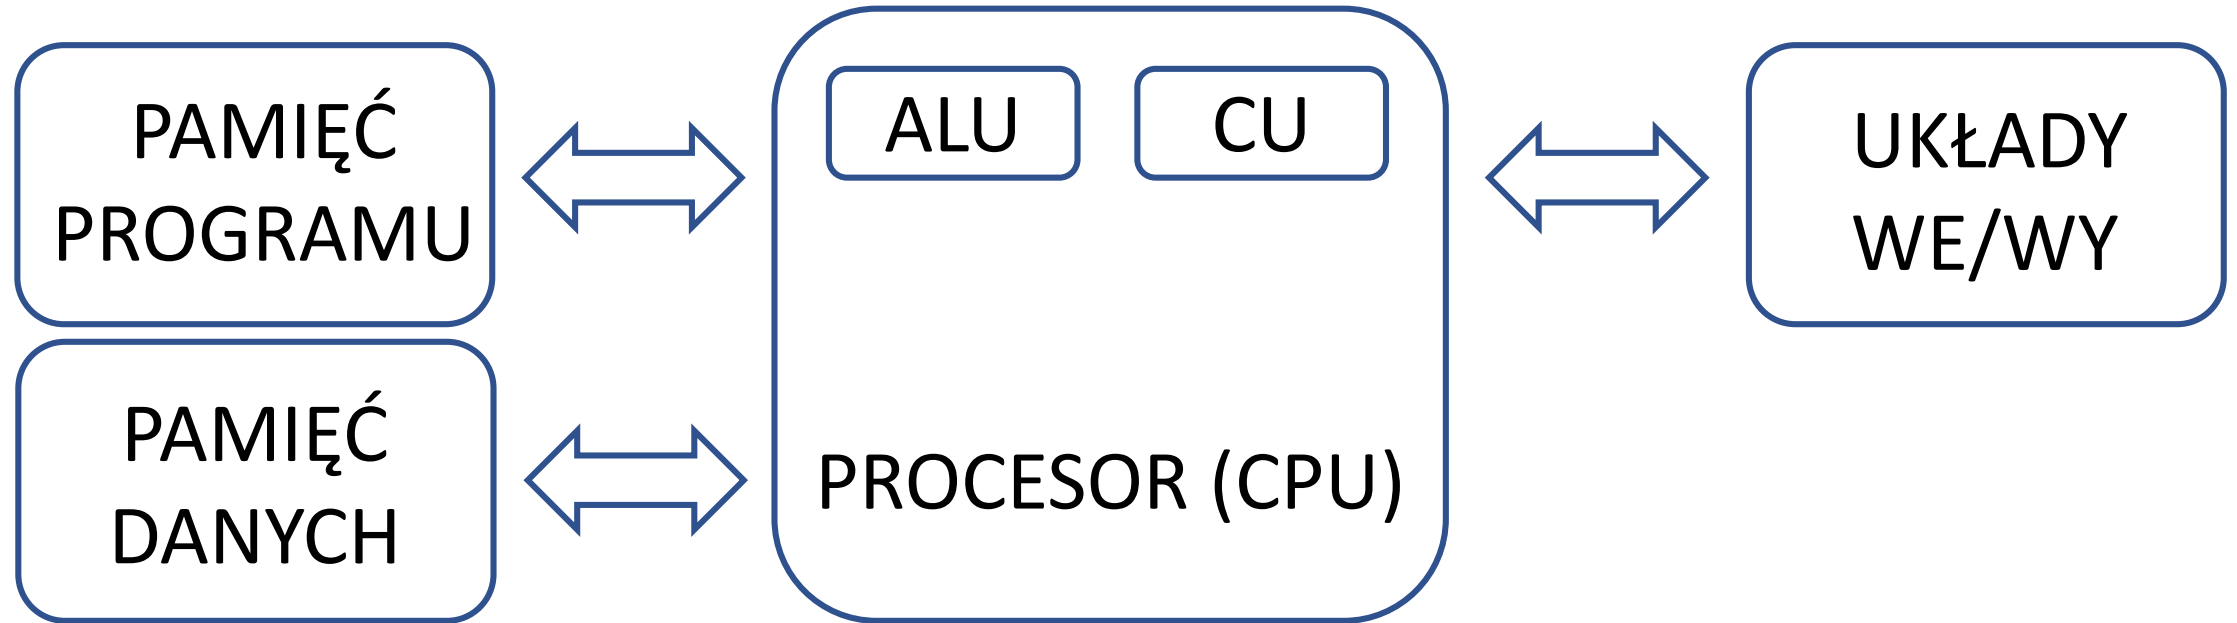 PAMIĘĆ
PROGRAMU
ALU
CU
UKŁADY
WE/WY
PAMIĘĆ
DANYCH
PROCESOR (CPU)